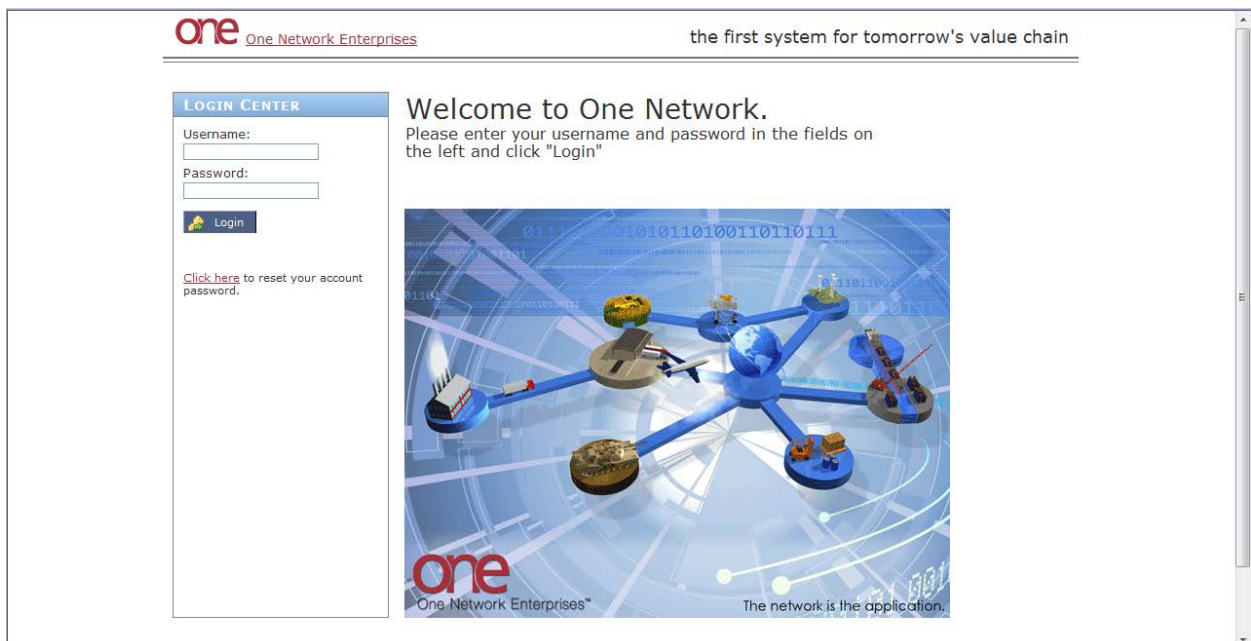 one One Network Enterprises
the first system for tomorrow's value chain
LOGIN CENTER
Username:
Password:
Login
Click here to reset your account
password.
Welcome to One Network.
Please enter your username and password in the fields on
the left and click "Login"
01101
one
One Network Enterprises™
The network is the application.